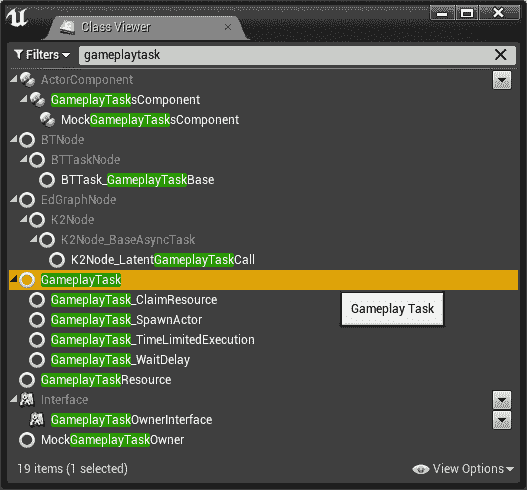 Class Viewer
Filters gameplaytask
ActorComponent
GameplayTasksComponent
MockGameplayTasksComponent
BTNode
BTTaskNode
BTTask_GameplayTaskBase
EdGraphNode
K2Node
K2Node_BaseAsyncTask
K2Node_LatentGameplayTaskCall
GameplayTask
GameplayTask_ClaimResource
Gameplay Task
GameplayTask_SpawnActor
GameplayTask_TimeLimitedExecution
GameplayTask_WaitDelay
GameplayTaskResource
Interface
GameplayTaskOwnerInterface
MockGameplayTaskOwner
19 items (1 selected) View Options